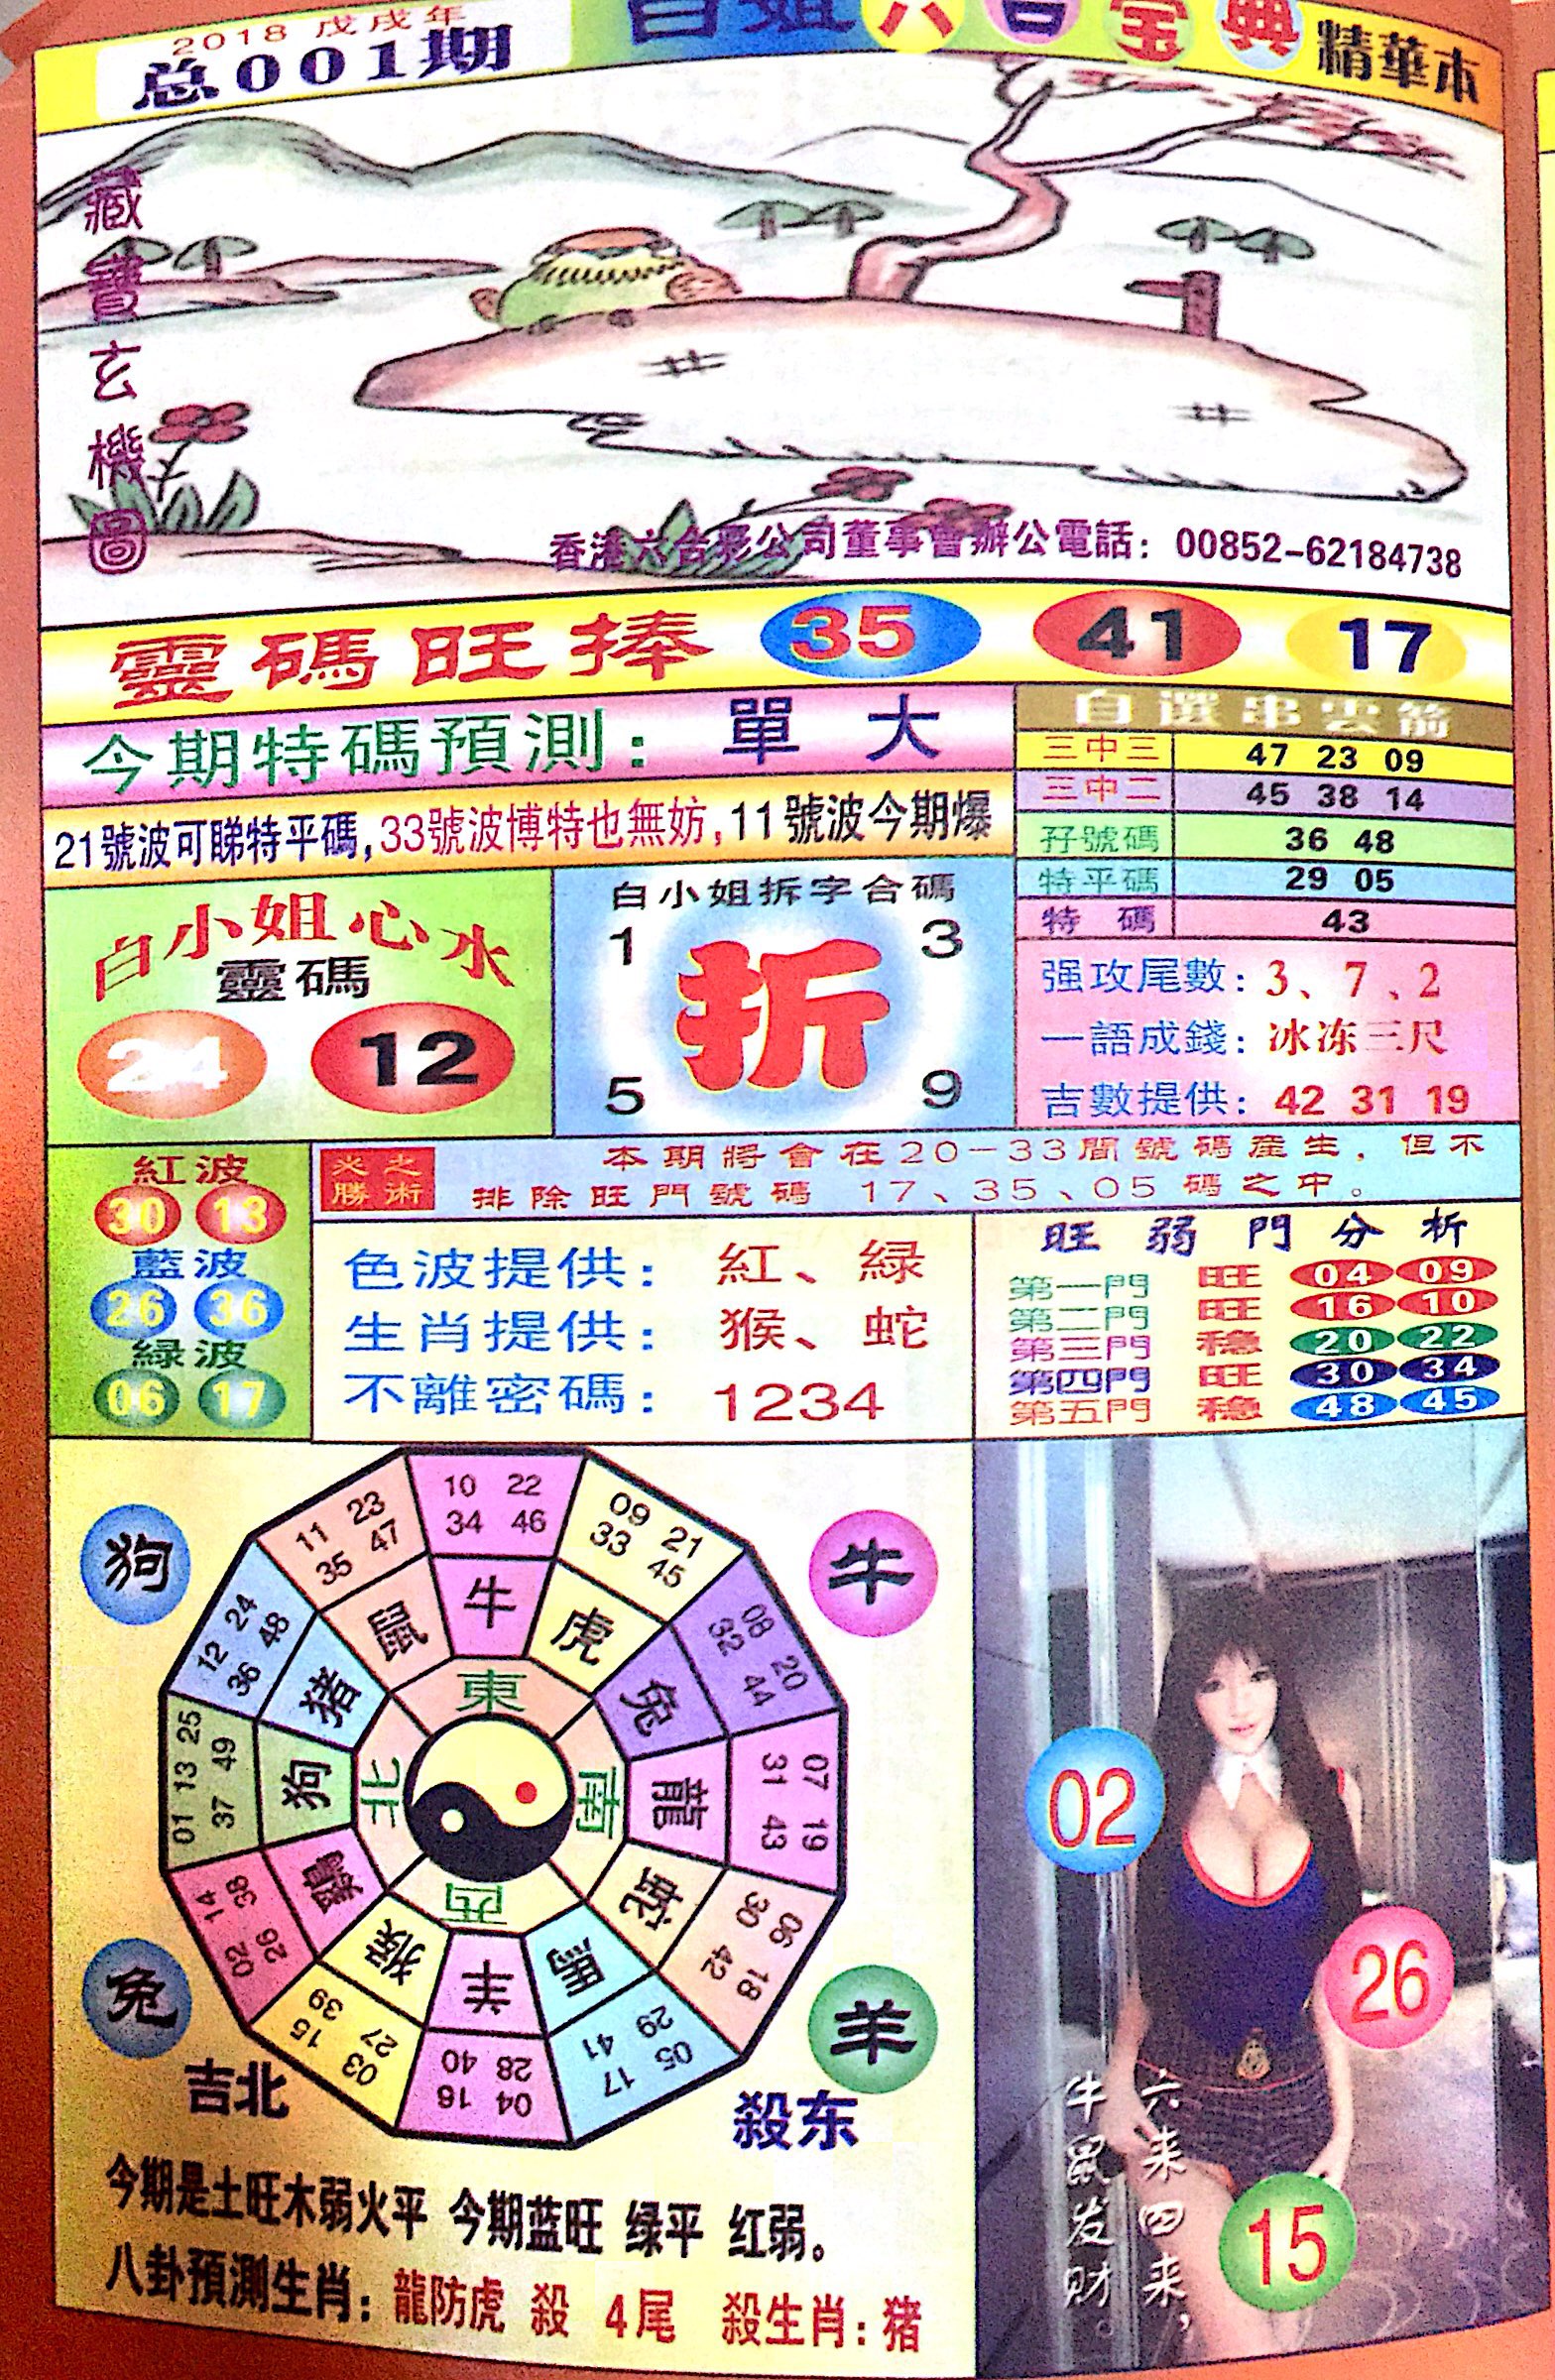 2018 戊戌年
总001期
白姐六合宝典 精華本
藏寶玄機圖
香港六合彩公司董事會辦公電話：00852-62184738
靈碼旺捧 35 41 17
今期特碼預測：單 大
21號波可睇特平碼,33號波博特也無妨,11號波今期爆
自選串雲箭
三中三 47 23 09
三中二 45 38 14
孖號碼 36 48
特平碼 29 05
特 碼 43
强攻尾數：3、7、2
一語成錢：冰冻三尺
吉數提供：42 31 19
白小姐心水
靈碼
24 12
白小姐拆字合碼
1 3
折
5 9
紅波
30 13
藍波
26 36
緑波
06 17
之術
勝
本期將會在20-33間號碼產生，但不
排除旺門號碼 17、35、05碼之中。
色波提供：紅、緑
生肖提供：猴、蛇
不離密碼：1234
旺弱門分析
第一門 旺 04 09
第二門 旺 16 10
第三門 稳 20 22
第四門 旺 30 34
第五門 稳 48 45
狗
牛
兔
羊
10 22
34 46
牛
09 21
33 45
虎
08 20
32 44
兔
07 19
31 43
龍
06 18
30 42
蛇
05 17
29 41
馬
04 16
28 40
羊
03 15
27 39
猴
02 14
26 38
鷄
01 13 25
37 49
狗
12 24
36 48
猪
11 23
35 47
鼠
東
南
西
北
吉北
殺东
今期是土旺木弱火平 今期蓝旺 绿平 红弱。
八卦預測生肖：龍防虎 殺 4尾 殺生肖：猪
02
26
15
六来四来，
牛鼠发财。